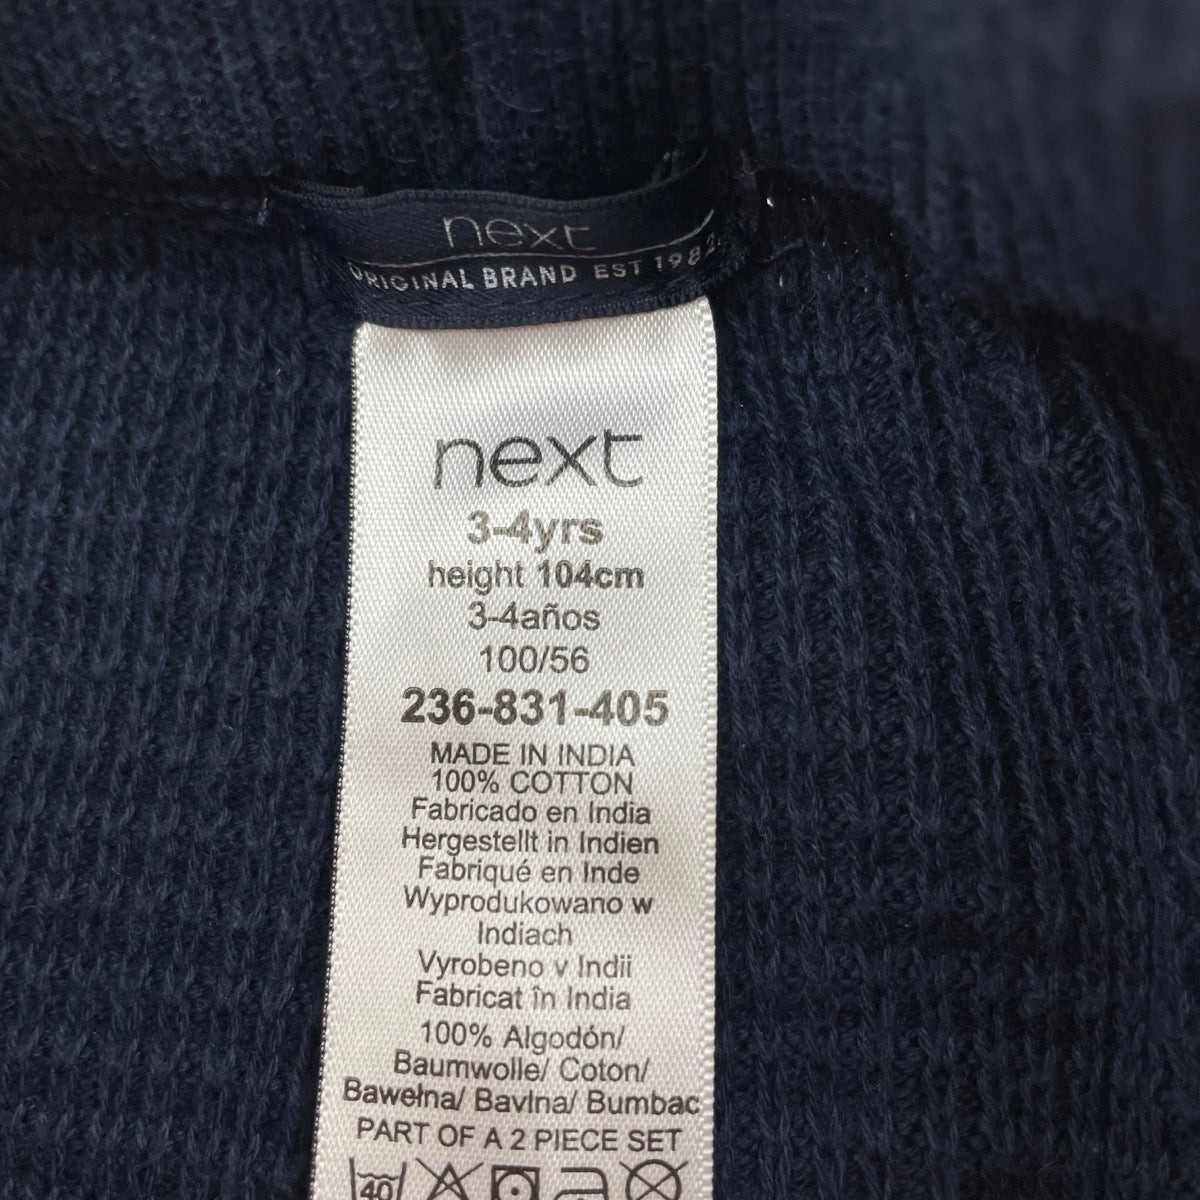 next
ORIGINAL BRAND EST 1982.
next
3-4yrs
height 104cm
3-4años
100/56
236-831-405
MADE IN INDIA
100% COTTON
Fabricado en India
Hergestellt in Indien
Fabriqué en Inde
Wyprodukowano w
Indiach
Vyrobeno v Indii
Fabricat în India
100% Algodón/
Baumwolle/ Coton/
Bawełna/ Bavlna/ Bumbac
PART OF A 2 PIECE SET
40